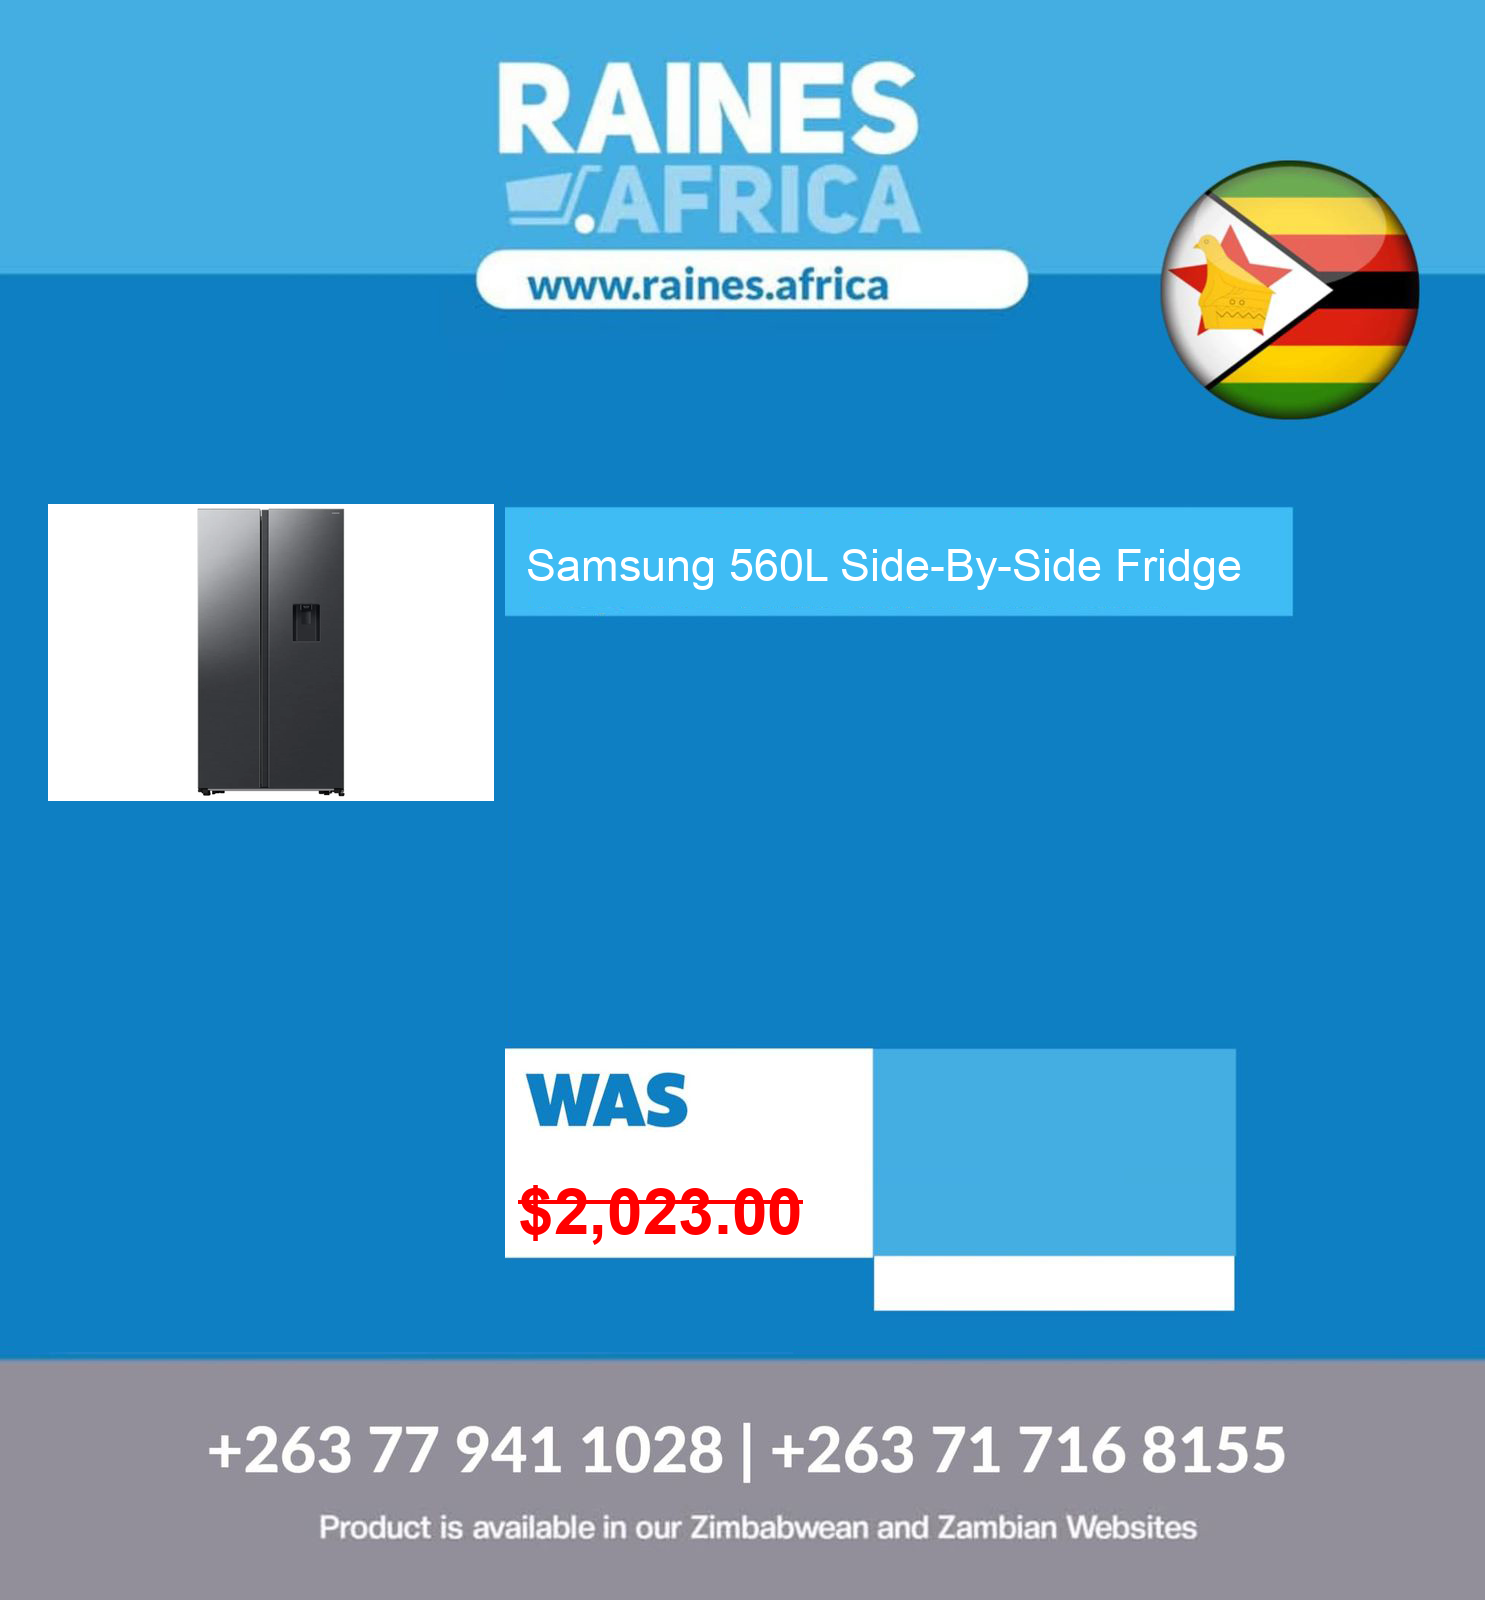 RAINES
.AFRICA
www.raines.africa
Samsung 560L Side-By-Side Fridge
WAS
$2,023.00
+263 77 941 1028 | +263 71 716 8155
Product is available in our Zimbabwean and Zambian Websites